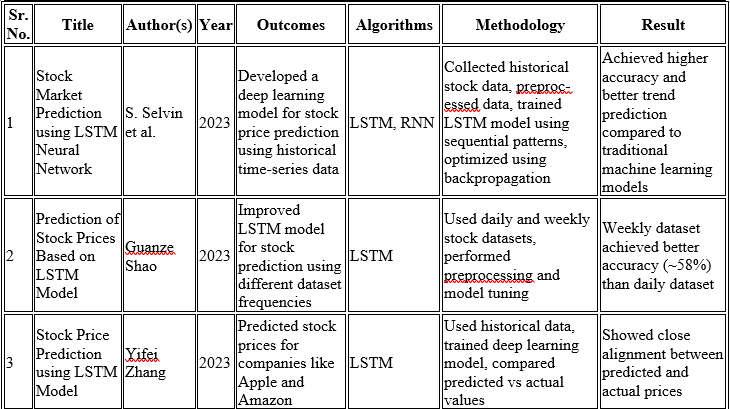 Sr. No. Title Author(s) Year Outcomes Algorithms Methodology Result
1
Stock
Market
Prediction
using LSTM
Neural
Network
S. Selvin
et al.
2023
Developed a
deep learning
model for stock
price prediction
using historical
time-series data
LSTM, RNN
Collected historical
stock data, preproc-
essed data, trained
LSTM model using
sequential patterns,
optimized using
backpropagation
Achieved higher
accuracy and
better trend
prediction
compared to
traditional
machine learning
models
2
Prediction of
Stock Prices
Based on
LSTM
Model
Guanze
Shao
2023
Improved
LSTM model
for stock
prediction using
different dataset
frequencies
LSTM
Used daily and weekly
stock datasets,
performed
preprocessing and
model tuning
Weekly dataset
achieved better
accuracy (~58%)
than daily dataset
3
Stock Price
Prediction
using LSTM
Model
Yifei
Zhang
2023
Predicted stock
prices for
companies like
Apple and
Amazon
LSTM
Used historical data,
trained deep learning
model, compared
predicted vs actual
values
Showed close
alignment between
predicted and
actual prices